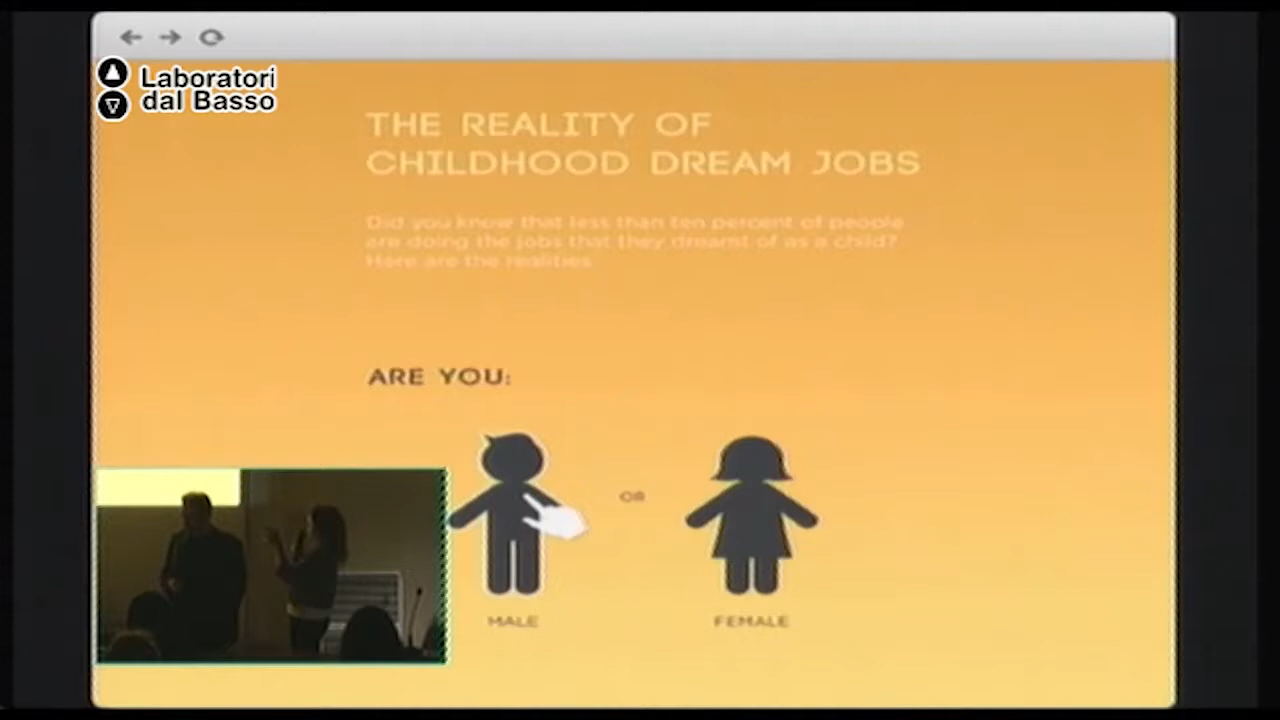 Laboratori
dal Basso
THE REALITY OF
CHILDHOOD DREAM JOBS
Did you know that less than ten percent of people
are doing the jobs that they dreamt of as a child?
Here are the realities.
ARE YOU:
OR
MALE
FEMALE